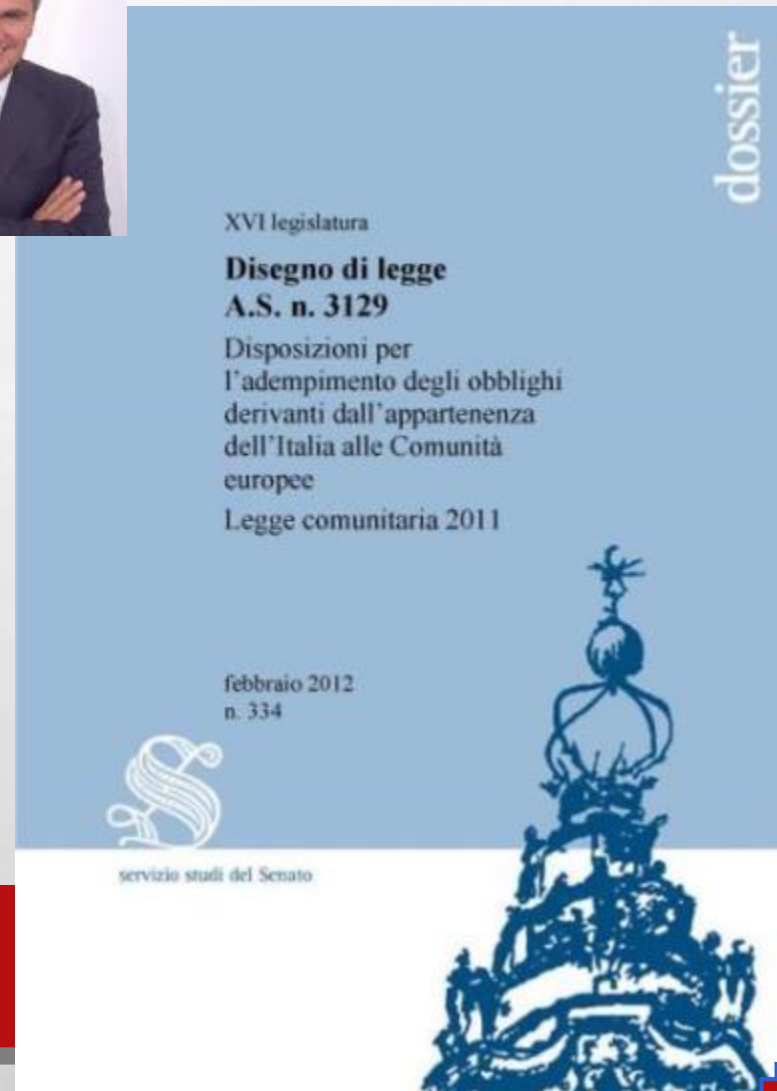 dossier
XVI legislatura
Disegno di legge
A.S. n. 3129
Disposizioni per
l'adempimento degli obblighi
derivanti dall'appartenenza
dell'Italia alle Comunità
europee
Legge comunitaria 2011
febbraio 2012
n. 334
S
servizio studi del Senato